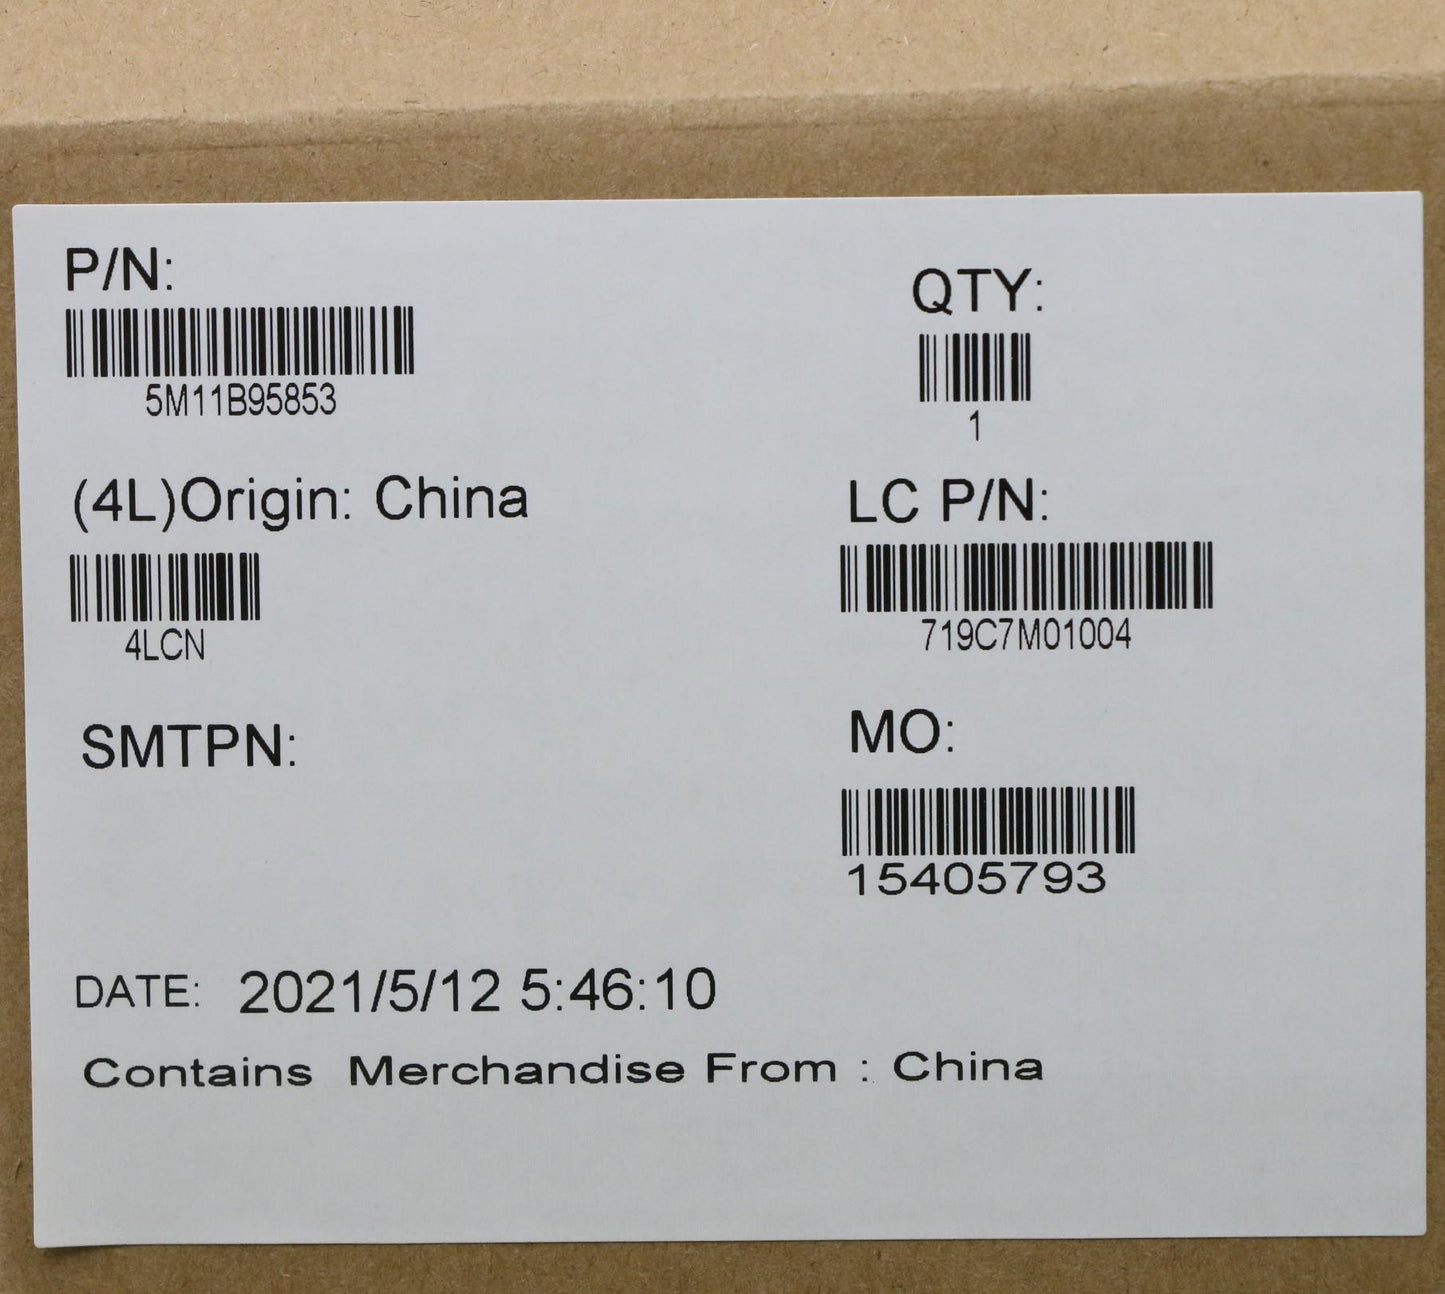 P/N:
5M11B95853
QTY:
1
(4L)Origin: China
4LCN
LC P/N:
719C7M01004
SMTPN:
MO:
15405793
DATE: 2021/5/12 5:46:10
Contains Merchandise From : China